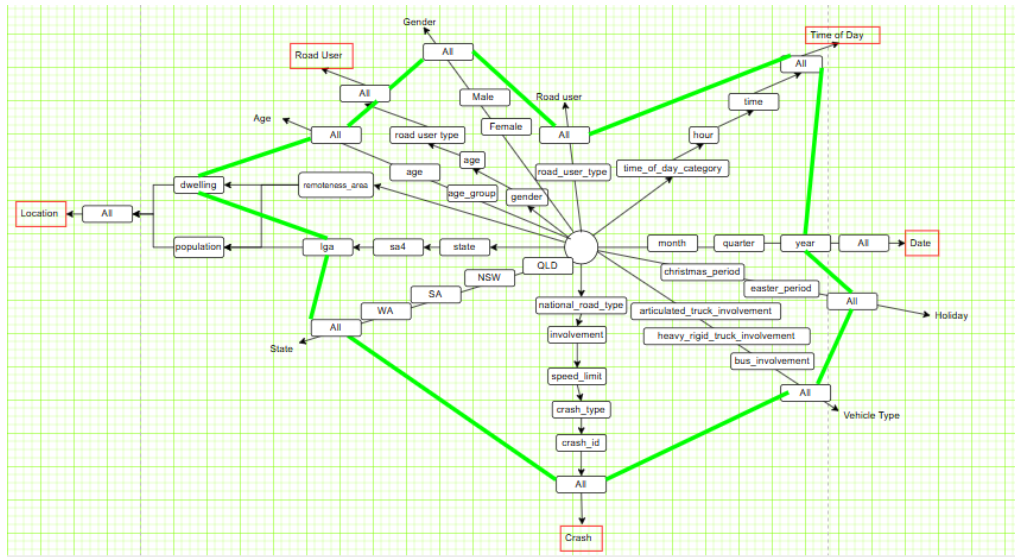 Gender
All
Time of Day
Road User
All
All
Male
Road user
time
Age
All
Female
All
road user type
hour
age
age
road_user_type
time_of_day_category
dwelling
remoteness_area
age_group
gender
Location
All
population
lga
sa4
state
month
quarter
year
All
Date
QLD
christmas_period
NSW
easter_period
SA
national_road_type
All
WA
articulated_truck_involvement
Holiday
All
involvement
heavy_rigid_truck_involvement
State
bus_involvement
speed_limit
All
crash_type
Vehicle Type
crash_id
All
Crash